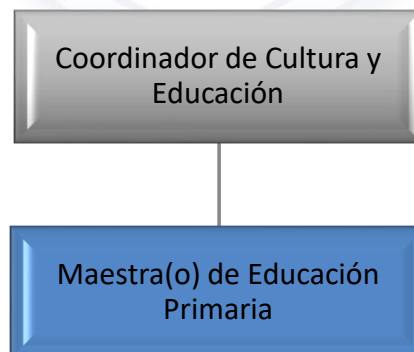 Coordinador de Cultura y
Educación
Maestra(o) de Educación
Primaria